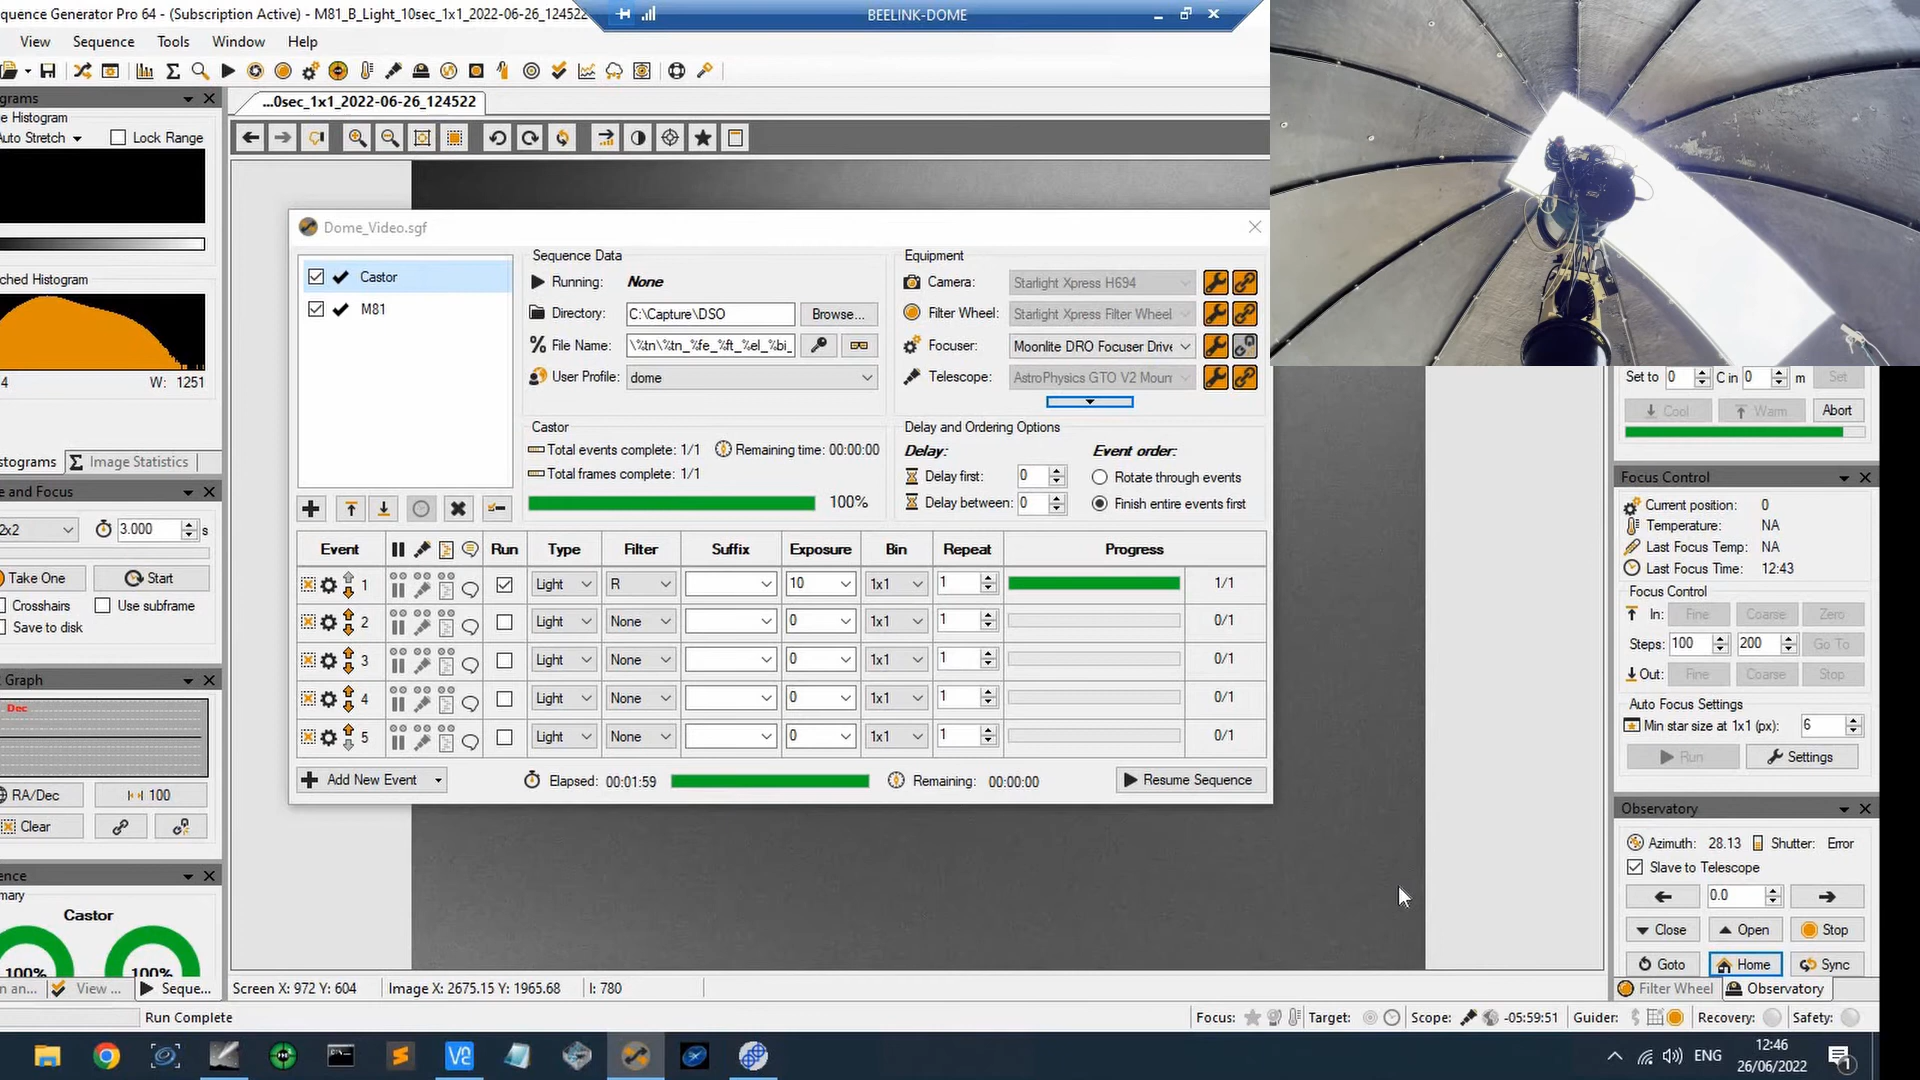 quence Generator Pro 64 - (Subscription Active) - M81_B_Light_10sec_1x1_2022-06-26_124522
BEELINK-DOME
View Sequence Tools Window Help
grams
...0sec_1x1_2022-06-26_124522
e Histogram
uto Stretch Lock Range
ched Histogram
4 W: 1251
stograms Image Statistics
e and Focus
2x2 3.000 s
Take One Start
Crosshairs Use subframe
Save to disk
Graph
Dec
RA/Dec 100
Clear
ence
mary
Castor
100% 100%
n an... View ... Seque...
Dome_Video.sgf
Castor
M81
Sequence Data
Running: None
Directory: C:\Capture\DSO Browse...
File Name: \%tn\%tn_%fe_%ft_%el_%bi_
User Profile: dome
Equipment
Camera: Starlight Xpress H694
Filter Wheel: Starlight Xpress Filter Wheel
Focuser: Moonlite DRO Focuser Drive
Telescope: AstroPhysics GTO V2 Moun
Castor
Total events complete: 1/1 Remaining time: 00:00:00
Total frames complete: 1/1
100%
Delay and Ordering Options
Delay: Event order:
Delay first: 0 Rotate through events
Delay between: 0 Finish entire events first
Event Run Type Filter Suffix Exposure Bin Repeat Progress
1 Light R 10 1x1 1 1/1
2 Light None 0 1x1 1 0/1
3 Light None 0 1x1 1 0/1
4 Light None 0 1x1 1 0/1
5 Light None 0 1x1 1 0/1
Add New Event Elapsed: 00:01:59 Remaining: 00:00:00 Resume Sequence
Set to 0 C in 0 m Set
Cool Warm Abort
Focus Control
Current position: 0
Temperature: NA
Last Focus Temp: NA
Last Focus Time: 12:43
Focus Control
In: Fine Coarse Zero
Steps: 100 200 Go To
Out: Fine Coarse Stop
Auto Focus Settings
Min star size at 1x1 (px): 6
Run Settings
Observatory
Azimuth: 28.13 Shutter: Error
Slave to Telescope
0.0
Close Open Stop
Goto Home Sync
Filter Wheel Observatory
Screen X: 972 Y: 604 Image X: 2675.15 Y: 1965.68 I: 780
Run Complete
Focus: Target: Scope: -05:59:51 Guider: Recovery: Safety:
ENG
12:46
26/06/2022
1